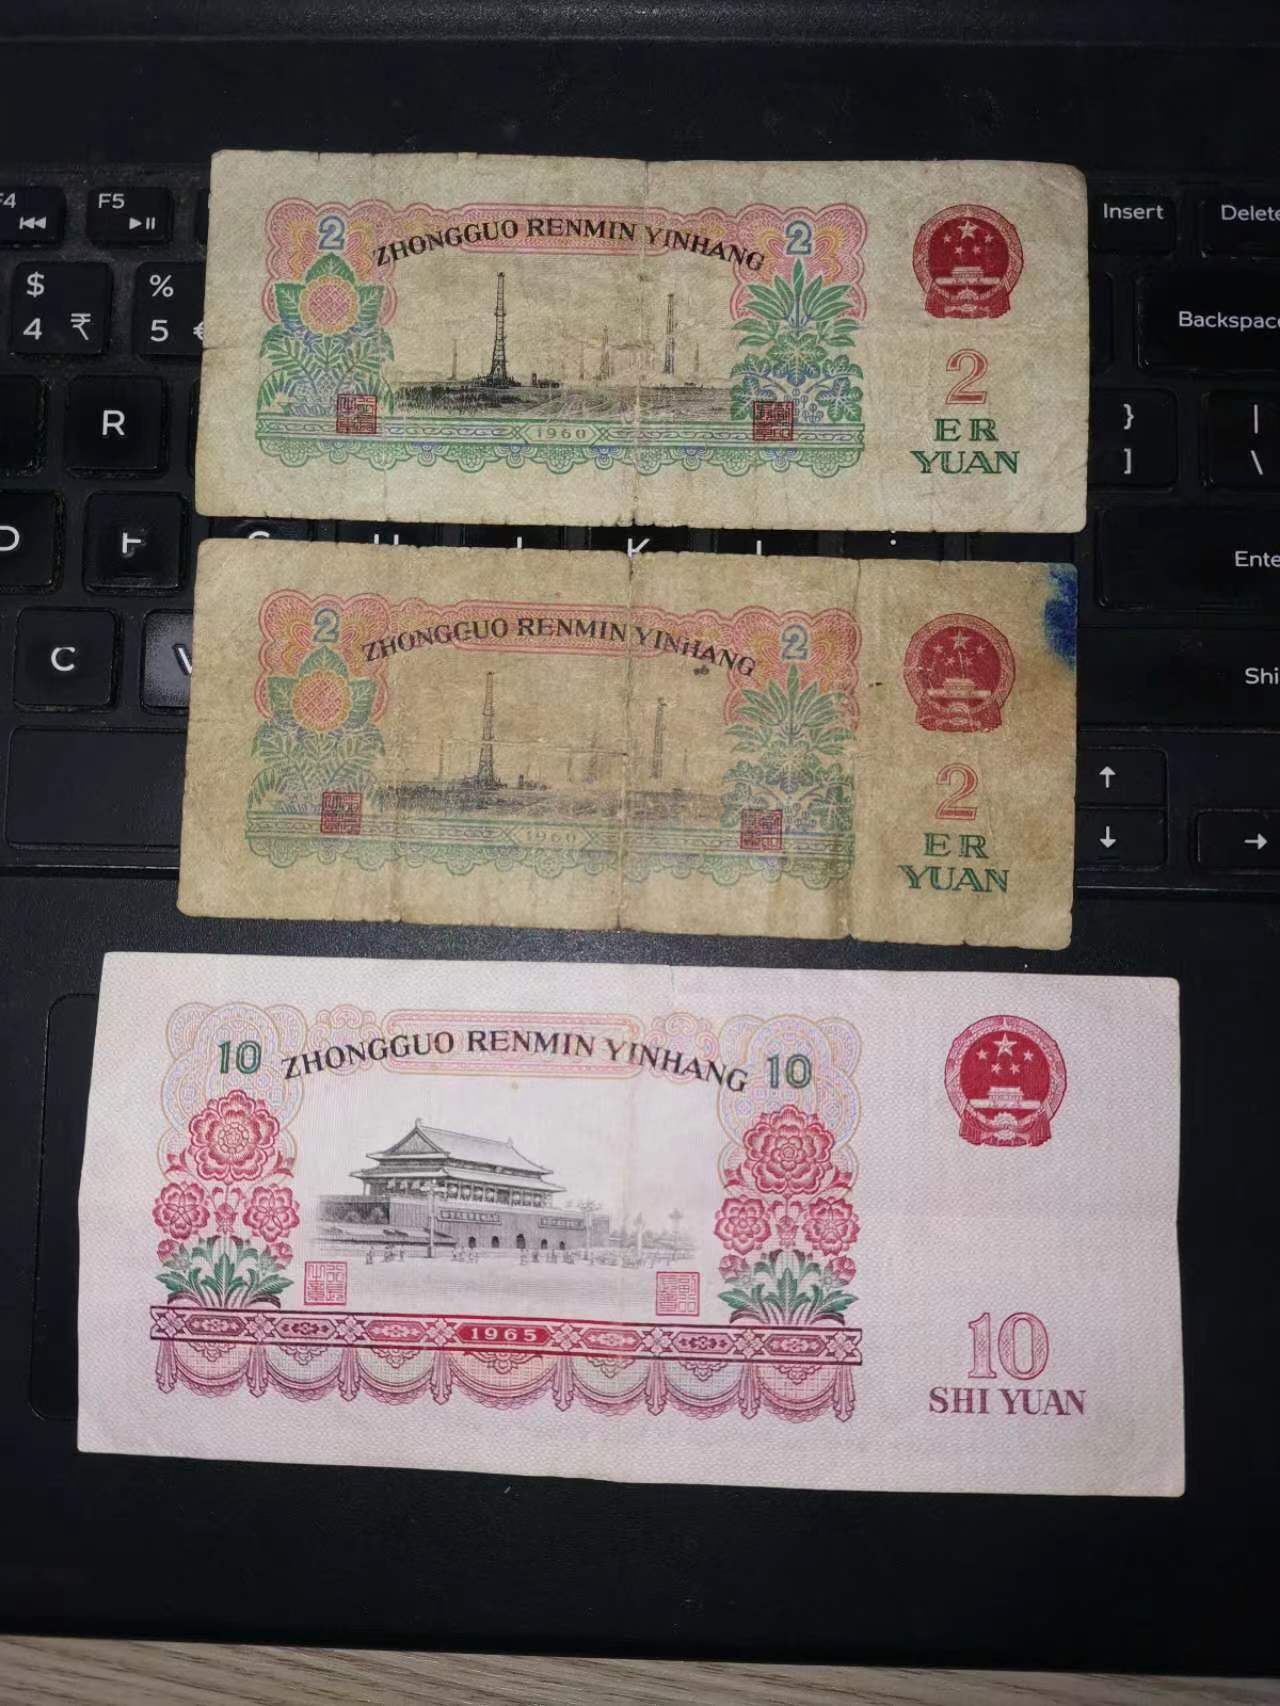 F4
F5
Insert
Delete
$
4 ₹
%
5 €
Backspace
2
ZHONGGUO RENMIN YINHANG
2
1960
2
ER
YUAN
R
}
]
|
\
D
F
K
L
Enter
2
ZHONGGUO RENMIN YINHANG
2
1960
2
ER
YUAN
C
V
Shi
10
ZHONGGUO RENMIN YINHANG
10
1965
10
SHI YUAN